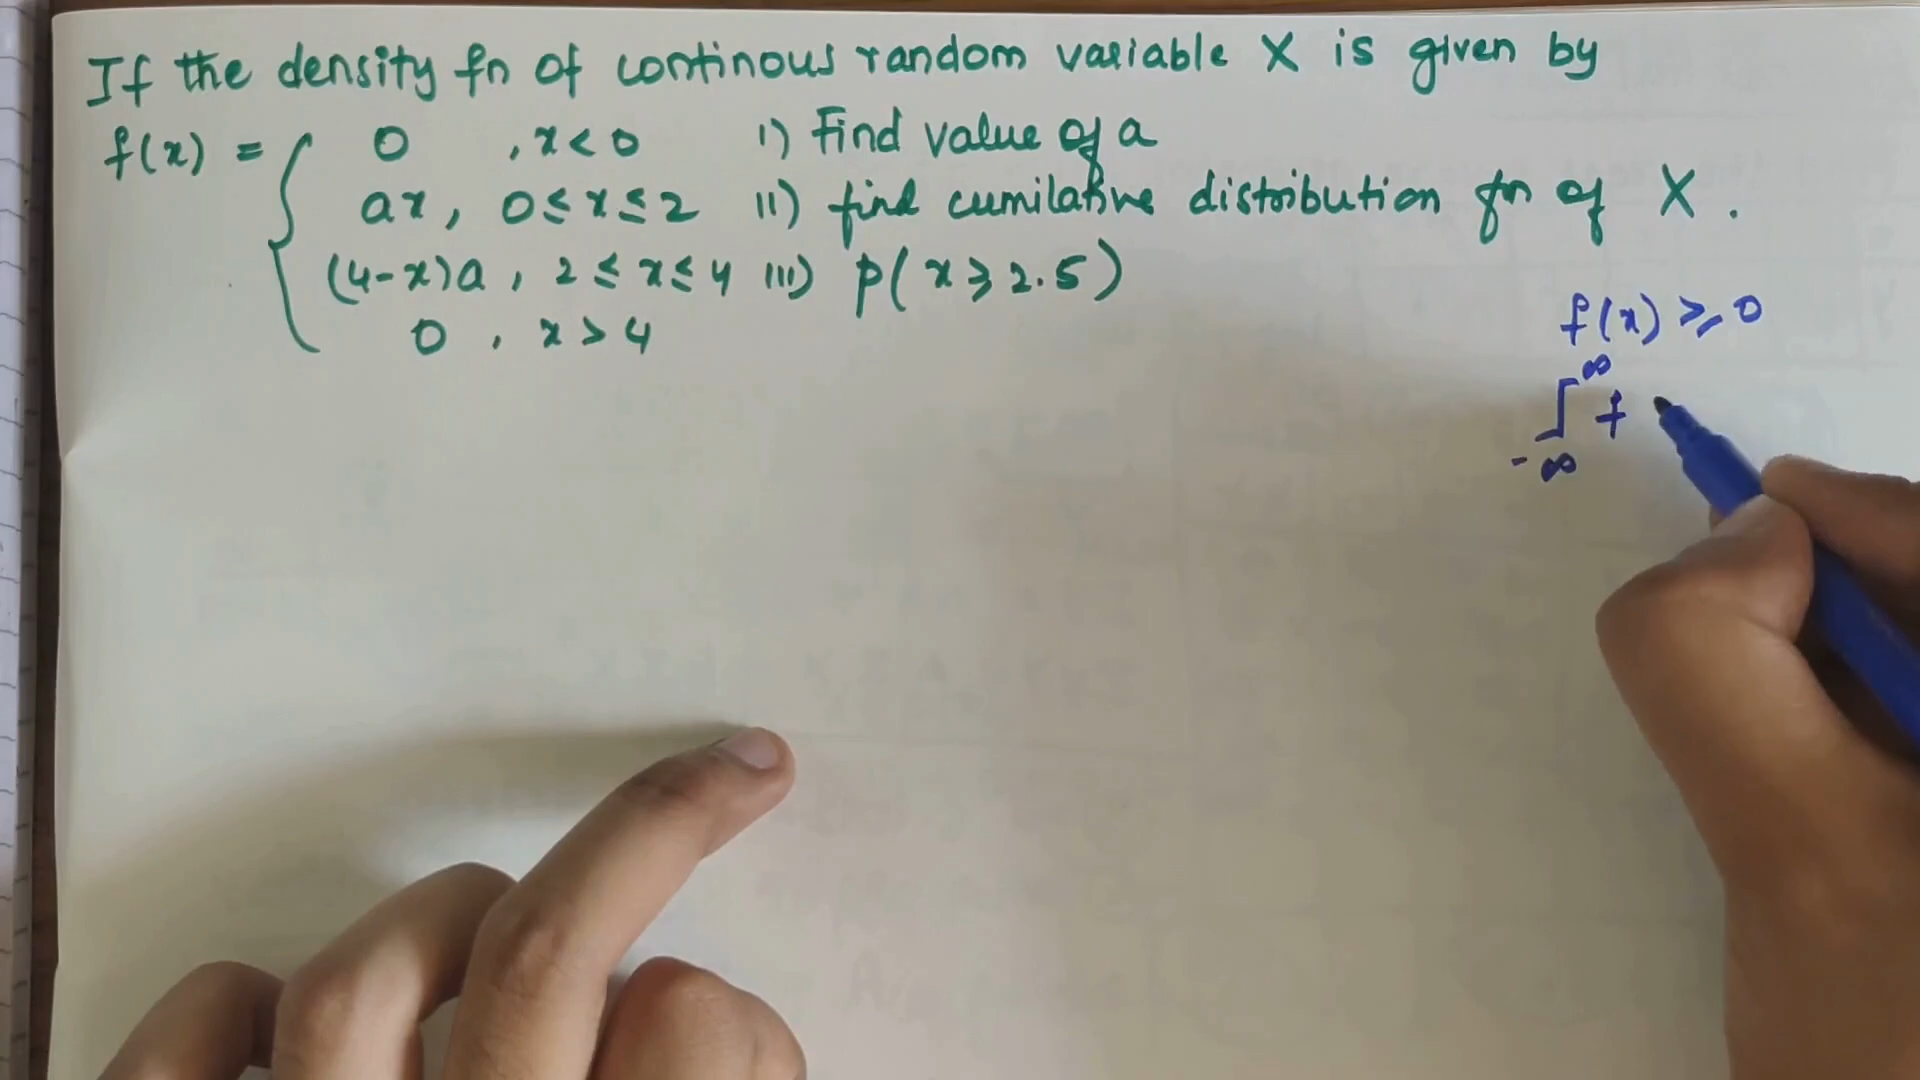 If the density fn of continous random variable X is given by
f(x) = { 0 , x < 0 i) Find value of a
ax , 0 ≤ x ≤ 2 ii) find cumilative distribution fn of X .
(4-x)a , 2 ≤ x ≤ 4 iii) p( x ⩾ 2.5 )
0 , x > 4
f(x) ⩾ 0
∫_{-∞}^{∞} f